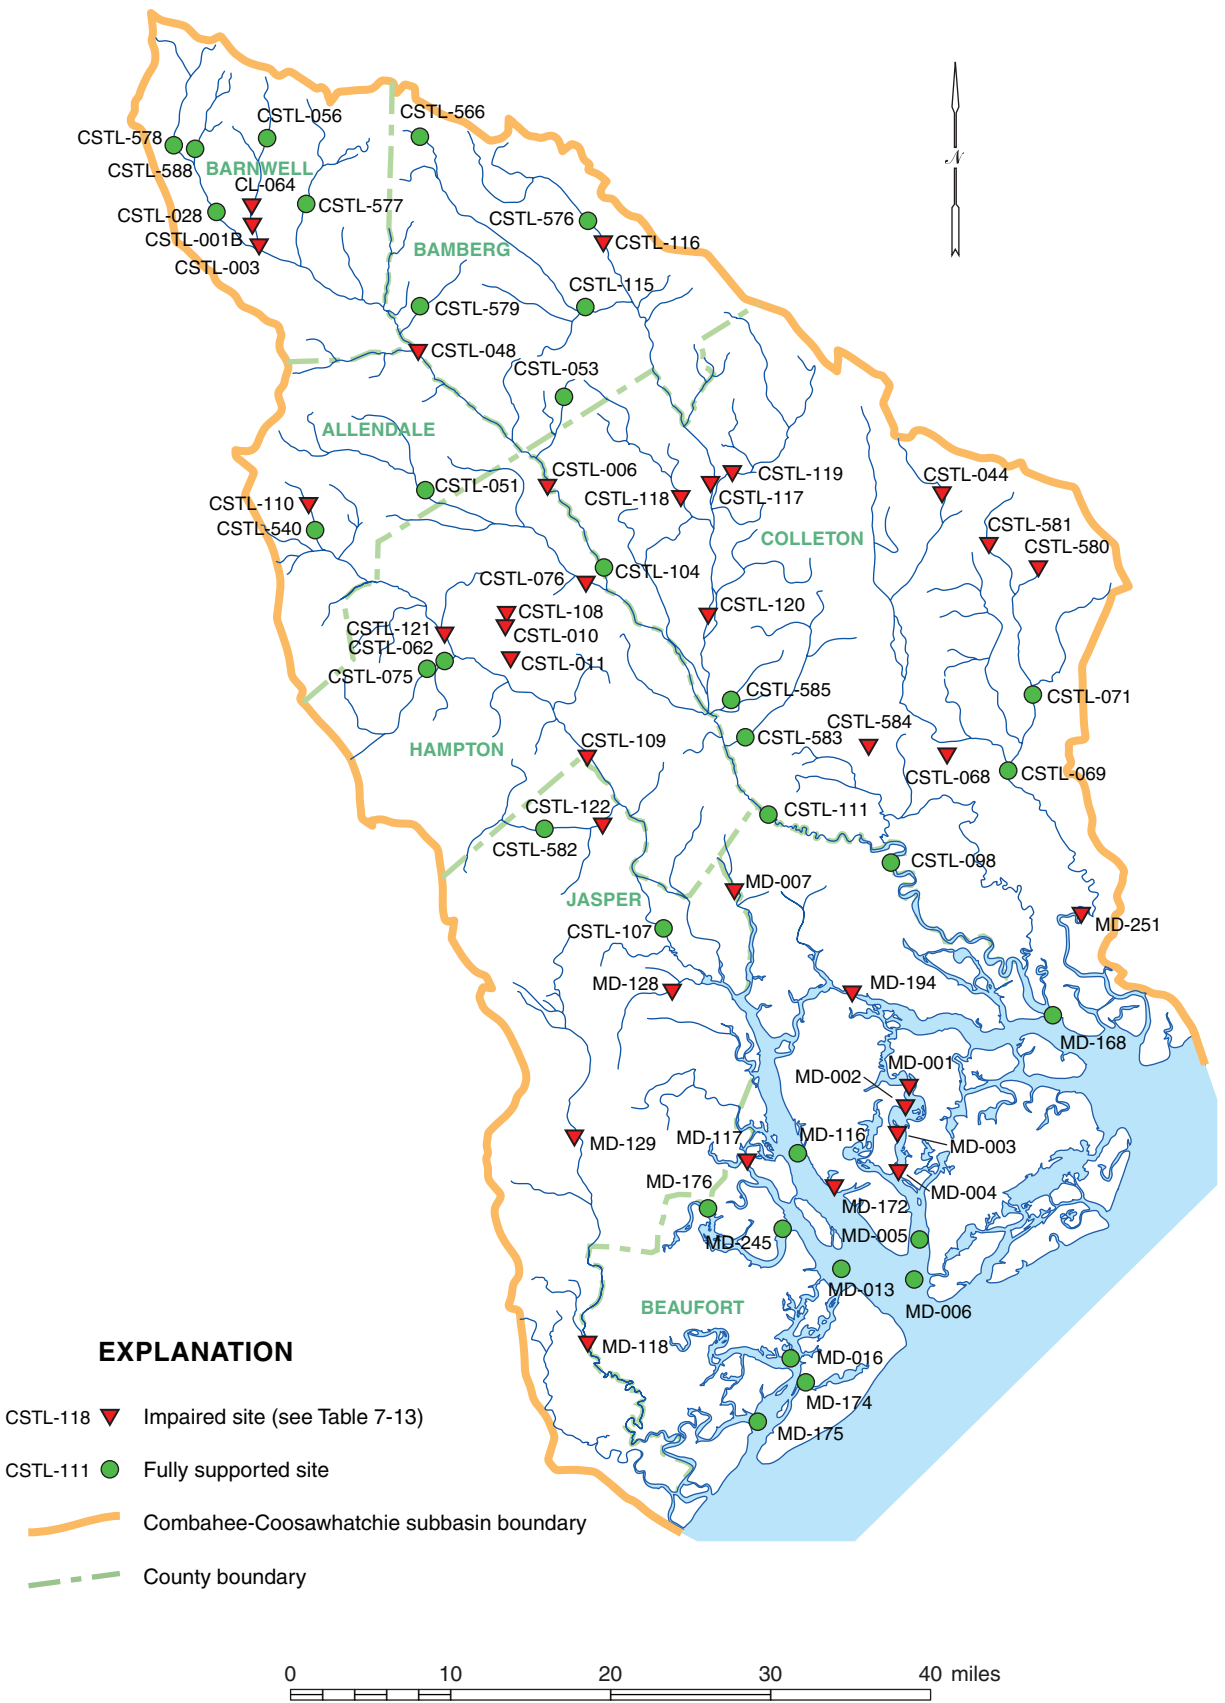 CSTL-056
CSTL-566
CSTL-578
CSTL-588
BARNWELL
CL-064
CSTL-577
CSTL-028
CSTL-576
CSTL-001B
CSTL-116
CSTL-003
BAMBERG
CSTL-115
CSTL-579
CSTL-048
CSTL-053
ALLENDALE
CSTL-006
CSTL-119
CSTL-044
CSTL-051
CSTL-118
CSTL-117
CSTL-110
CSTL-540
CSTL-581
COLLETON
CSTL-580
CSTL-076
CSTL-104
CSTL-108
CSTL-120
CSTL-121
CSTL-010
CSTL-062
CSTL-011
CSTL-075
CSTL-585
CSTL-071
CSTL-584
CSTL-583
HAMPTON
CSTL-109
CSTL-068
CSTL-069
CSTL-122
CSTL-111
CSTL-582
CSTL-098
MD-007
JASPER
CSTL-107
MD-251
MD-128
MD-194
MD-168
MD-001
MD-002
MD-129
MD-117
MD-116
MD-003
MD-176
MD-004
MD-172
MD-245
MD-005
MD-013
MD-006
BEAUFORT
MD-118
MD-016
MD-174
MD-175
N
EXPLANATION
CSTL-118 Impaired site (see Table 7-13)
CSTL-111 Fully supported site
Combahee-Coosawhatchie subbasin boundary
County boundary
0 10 20 30 40 miles